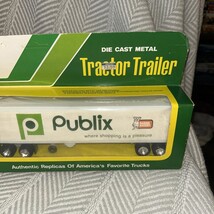 DIE CAST METAL
Tractor Trailer
Publix
where shopping is a pleasure
Authentic Replicas Of America's Favorite Trucks